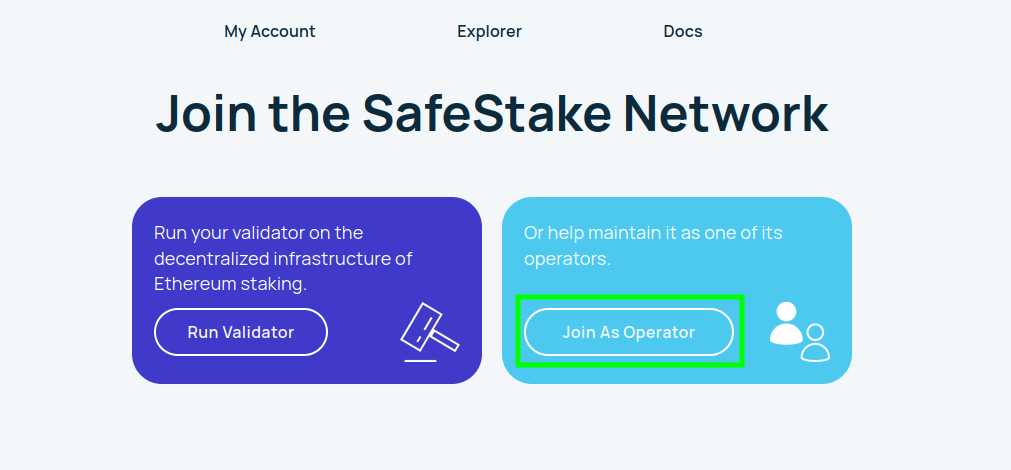 My Account
Explorer
Docs
Join the SafeStake Network
Run your validator on the
decentralized infrastructure of
Ethereum staking.
Run Validator
Or help maintain it as one of its
operators.
Join As Operator